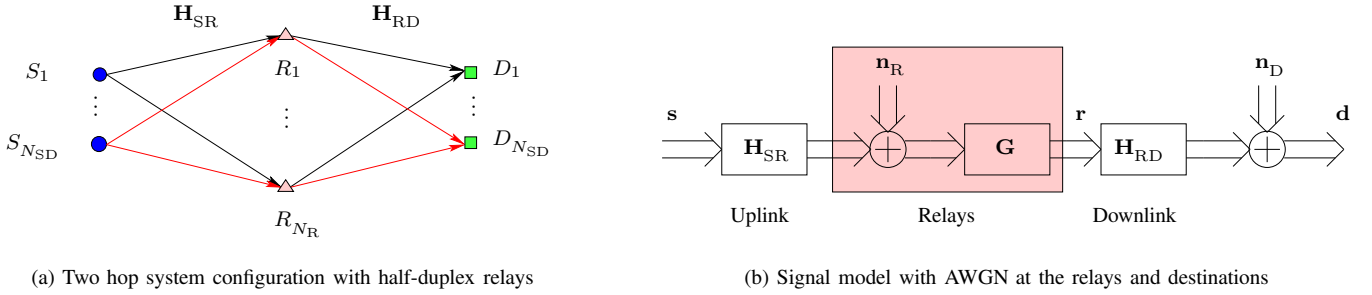 H_SR H_RD
S_1 R_1 D_1
⋮ ⋮ ⋮
S_{N_SD} D_{N_SD}
R_{N_R}
(a) Two hop system configuration with half-duplex relays
n_R n_D
s r d
H_SR + G H_RD +
Uplink Relays Downlink
(b) Signal model with AWGN at the relays and destinations